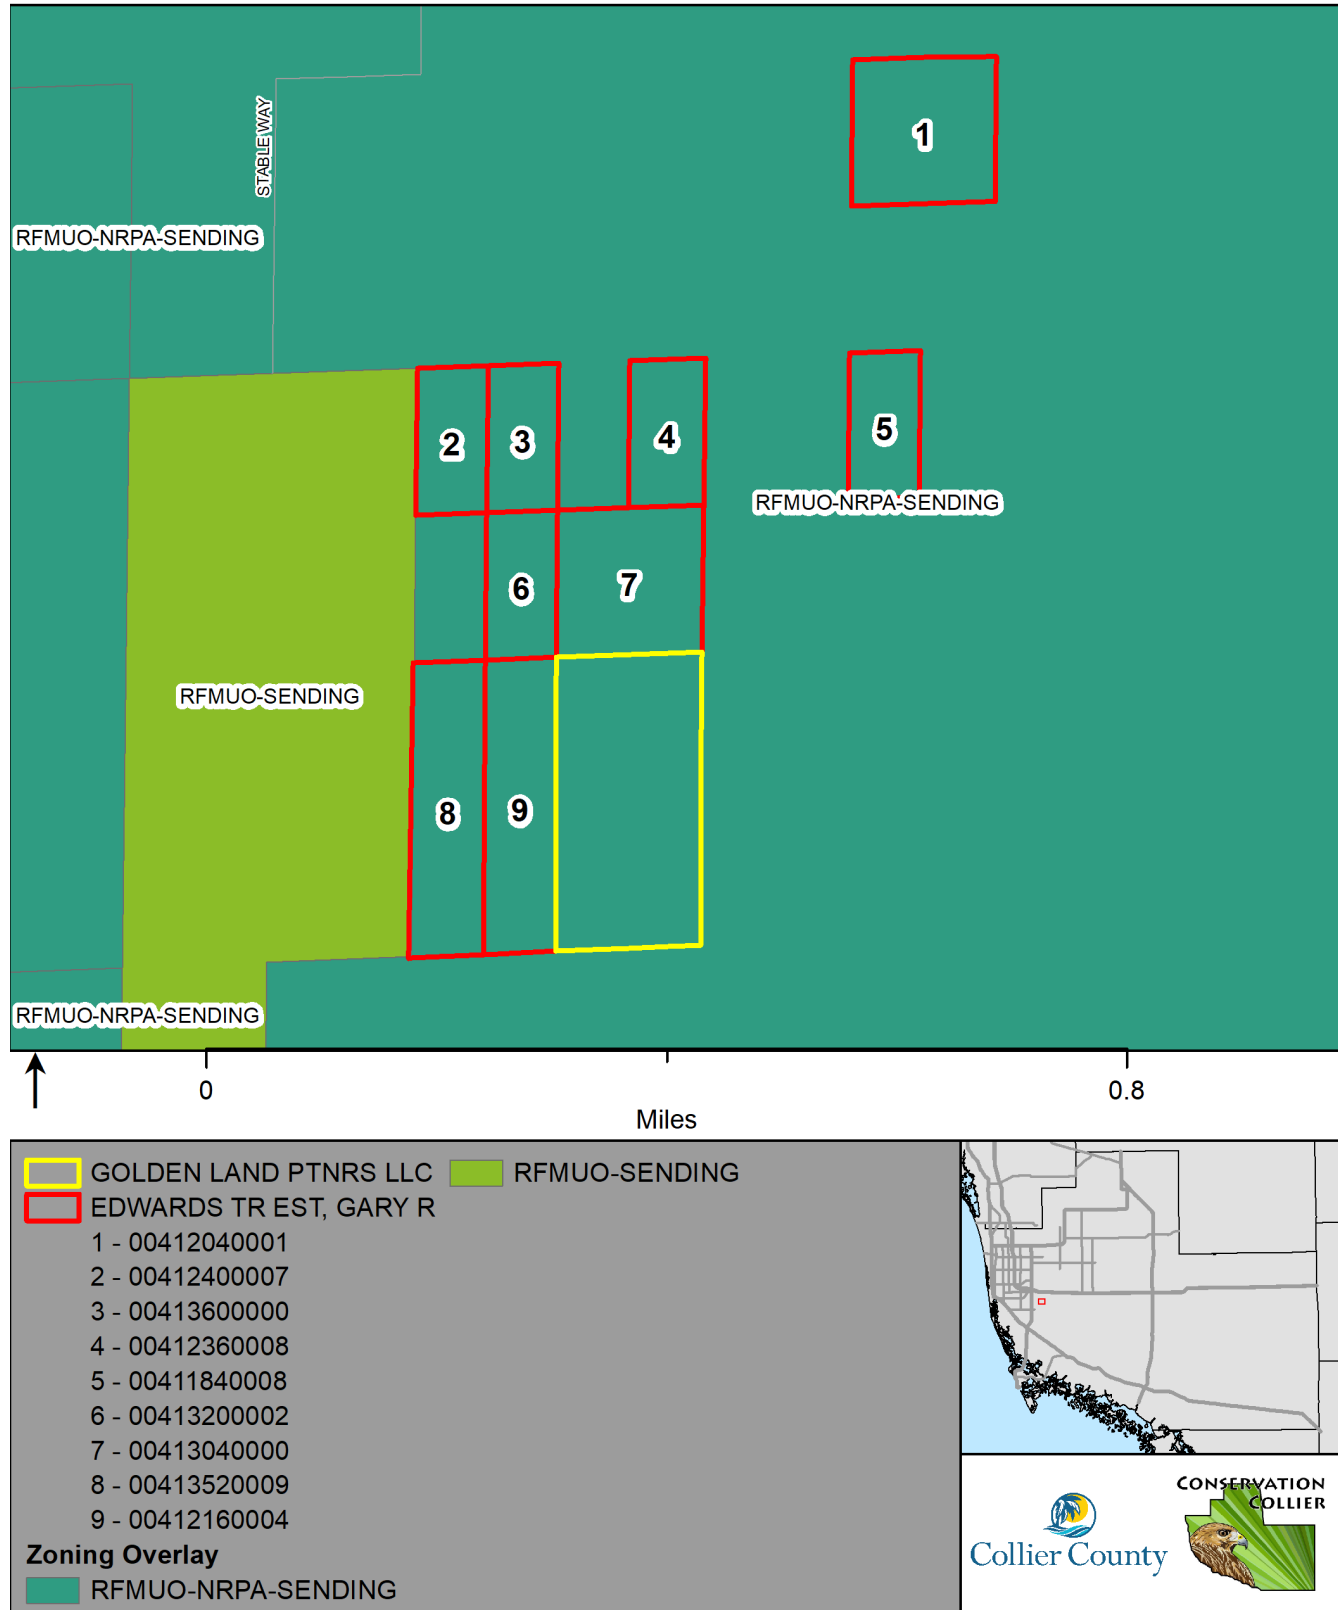 STABLE WAY
1
RFMUO-NRPA-SENDING
2
3
4
5
RFMUO-NRPA-SENDING
6
7
RFMUO-SENDING
8
9
RFMUO-NRPA-SENDING
0
0.8
Miles
GOLDEN LAND PTNRS LLC
RFMUO-SENDING
EDWARDS TR EST, GARY R
1 - 00412040001
2 - 00412400007
3 - 00413600000
4 - 00412360008
5 - 00411840008
6 - 00413200002
7 - 00413040000
8 - 00413520009
9 - 00412160004
Zoning Overlay
RFMUO-NRPA-SENDING
Collier County
CONSERVATION
COLLIER